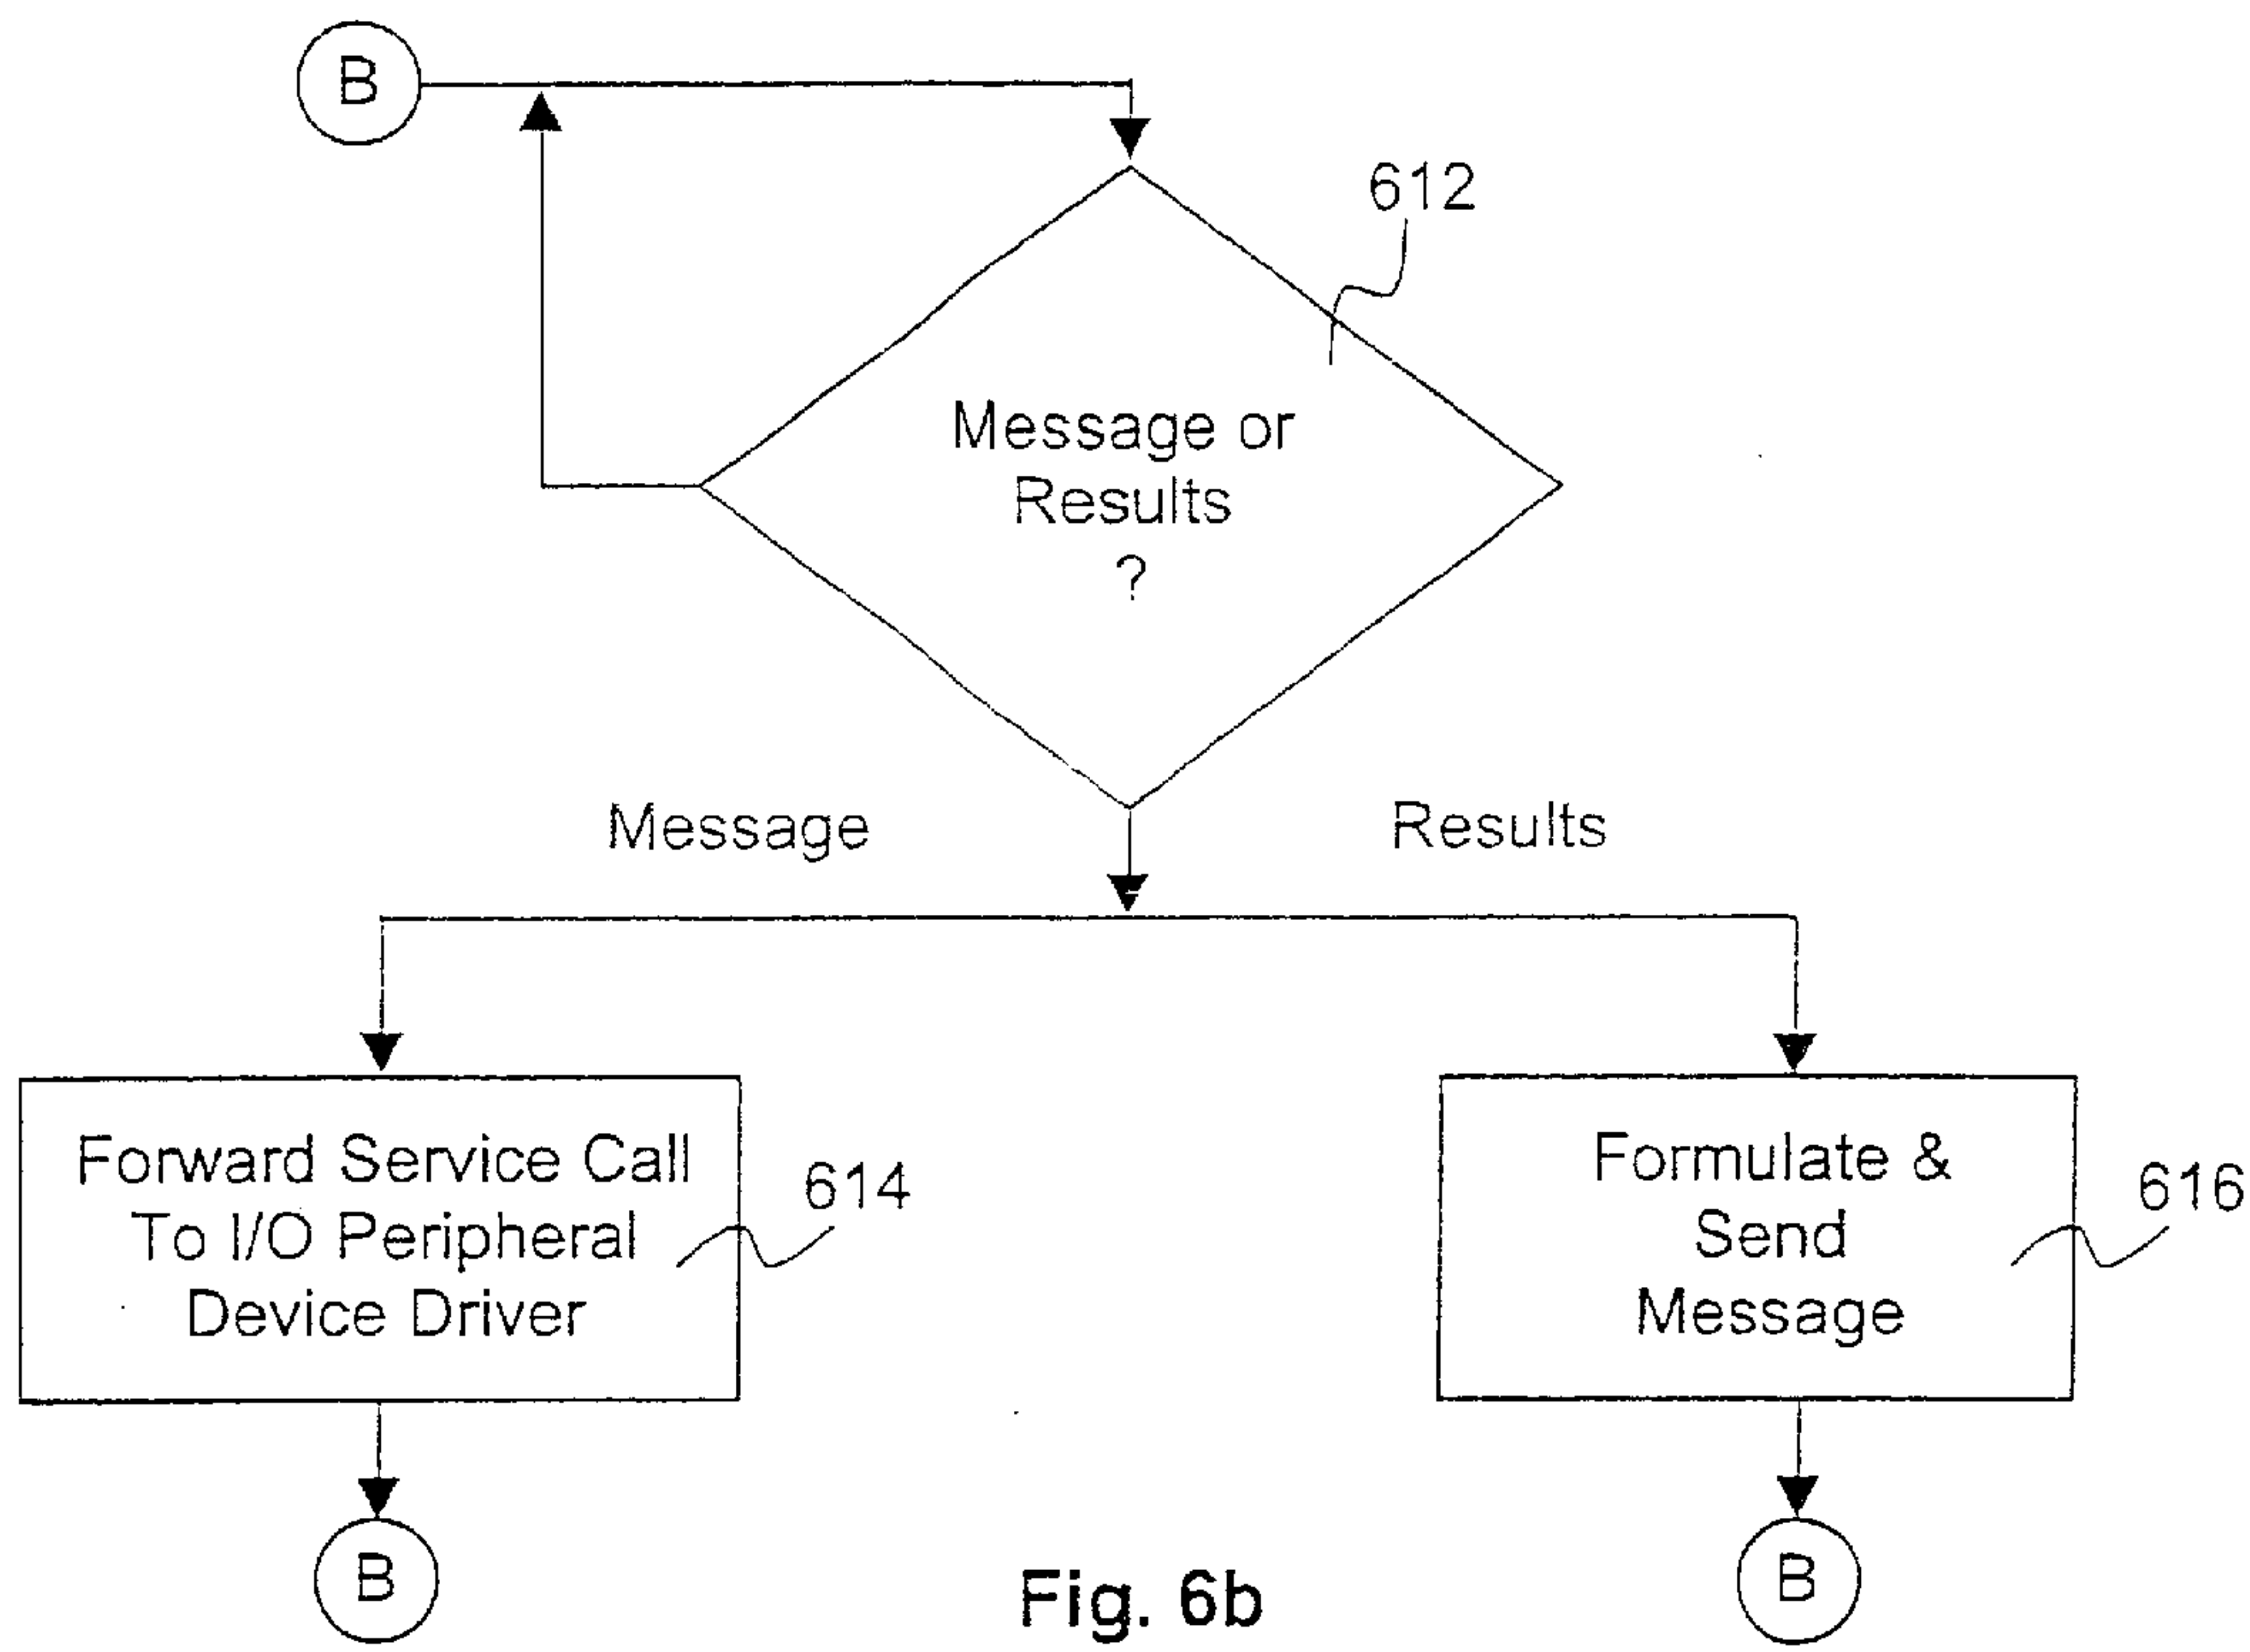 B
612
Message or
Results
?
Message
Results
Forward Service Call
To I/O Peripheral
Device Driver
614
Formulate &
Send
Message
616
B
B
Fig. 6b